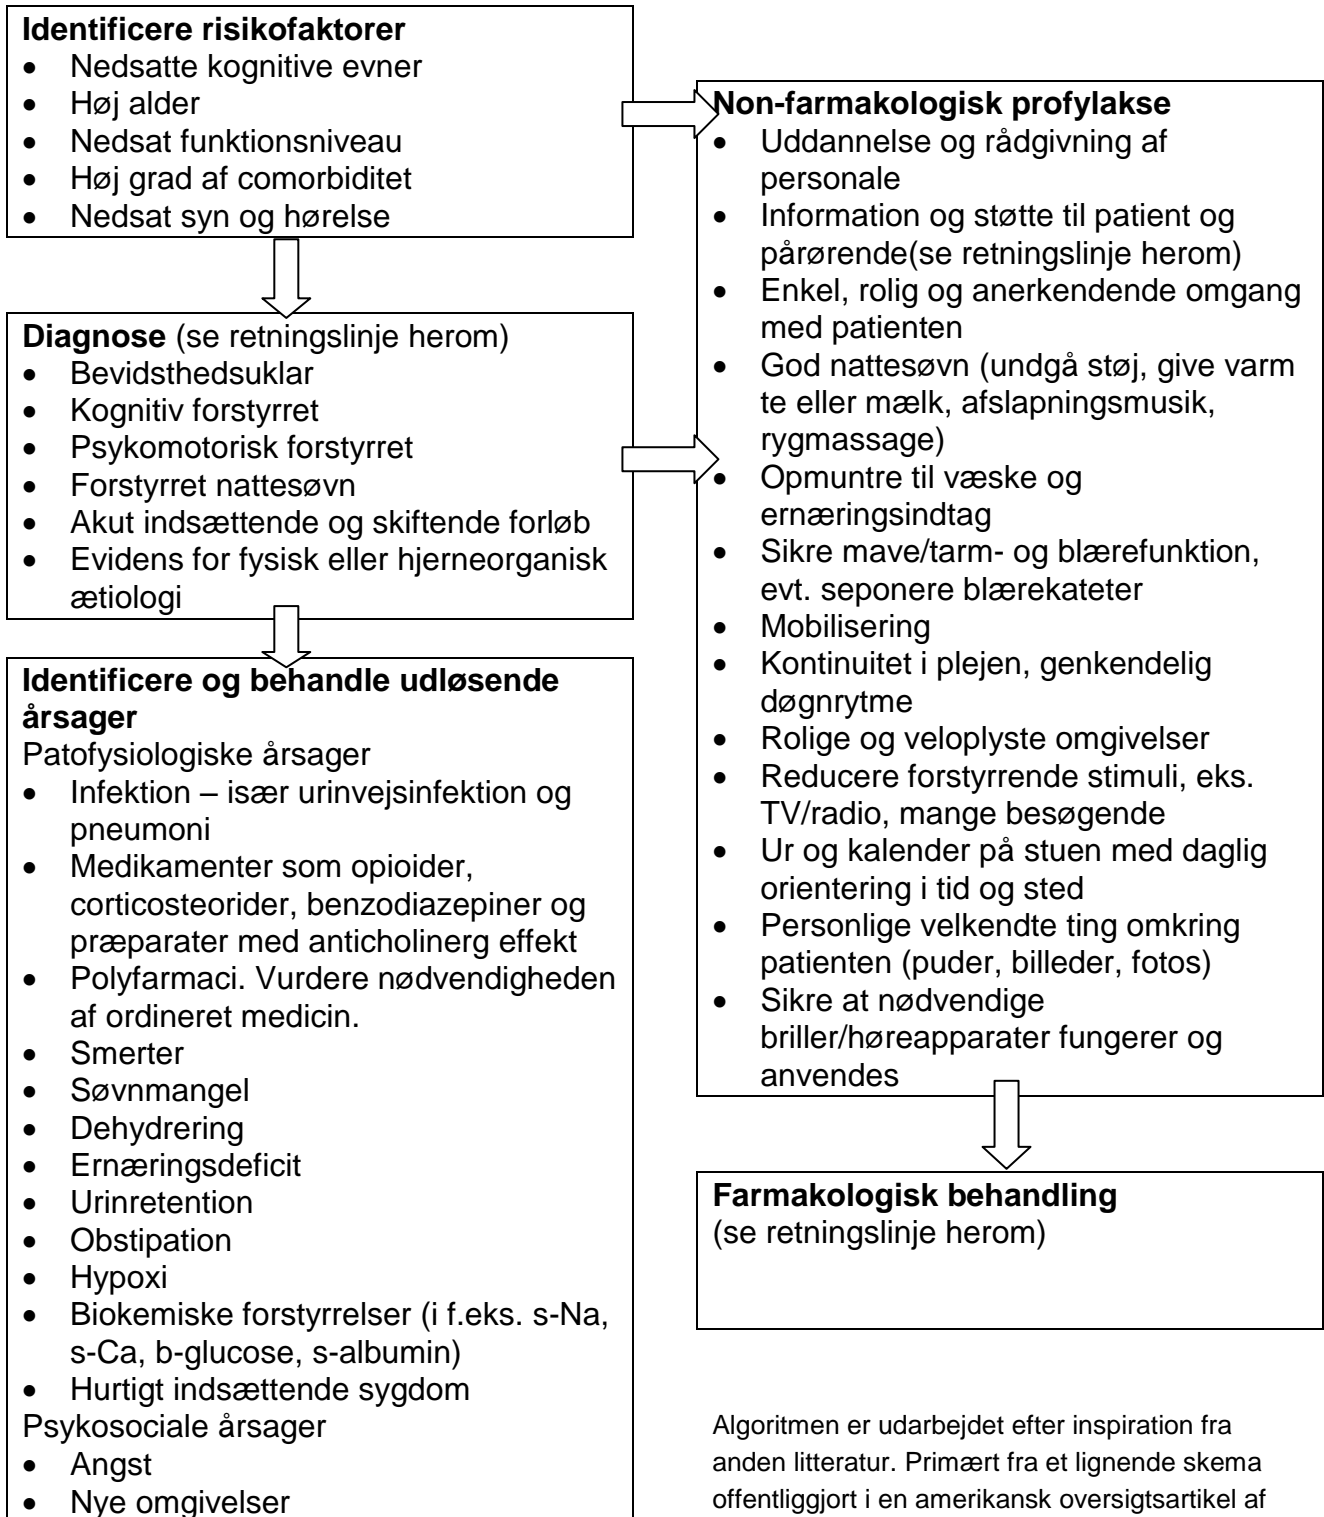 Identificere risikofaktorer
• Nedsatte kognitive evner
• Høj alder
• Nedsat funktionsniveau
• Høj grad af comorbiditet
• Nedsat syn og hørelse
Diagnose (se retningslinje herom)
• Bevidsthedsuklar
• Kognitiv forstyrret
• Psykomotorisk forstyrret
• Forstyrret nattesøvn
• Akut indsættende og skiftende forløb
• Evidens for fysisk eller hjerneorganisk
ætiologi
Identificere og behandle udløsende
årsager
Patofysiologiske årsager
• Infektion – især urinvejsinfektion og
pneumoni
• Medikamenter som opioider,
corticosteorider, benzodiazepiner og
præparater med anticholinerg effekt
• Polyfarmaci. Vurdere nødvendigheden
af ordineret medicin.
• Smerter
• Søvnmangel
• Dehydrering
• Ernæringsdeficit
• Urinretention
• Obstipation
• Hypoxi
• Biokemiske forstyrrelser (i f.eks. s-Na,
s-Ca, b-glucose, s-albumin)
• Hurtigt indsættende sygdom
Psykosociale årsager
• Angst
• Nye omgivelser
Non-farmakologisk profylakse
• Uddannelse og rådgivning af
personale
• Information og støtte til patient og
pårørende(se retningslinje herom)
• Enkel, rolig og anerkendende omgang
med patienten
• God nattesøvn (undgå støj, give varm
te eller mælk, afslapningsmusik,
rygmassage)
• Opmuntre til væske og
ernæringsindtag
• Sikre mave/tarm- og blærefunktion,
evt. seponere blærekateter
• Mobilisering
• Kontinuitet i plejen, genkendelig
døgnrytme
• Rolige og veloplyste omgivelser
• Reducere forstyrrende stimuli, eks.
TV/radio, mange besøgende
• Ur og kalender på stuen med daglig
orientering i tid og sted
• Personlige velkendte ting omkring
patienten (puder, billeder, fotos)
• Sikre at nødvendige
briller/høreapparater fungerer og
anvendes
Farmakologisk behandling
(se retningslinje herom)
Algoritmen er udarbejdet efter inspiration fra
anden litteratur. Primært fra et lignende skema
offentliggjort i en amerikansk oversigtsartikel af